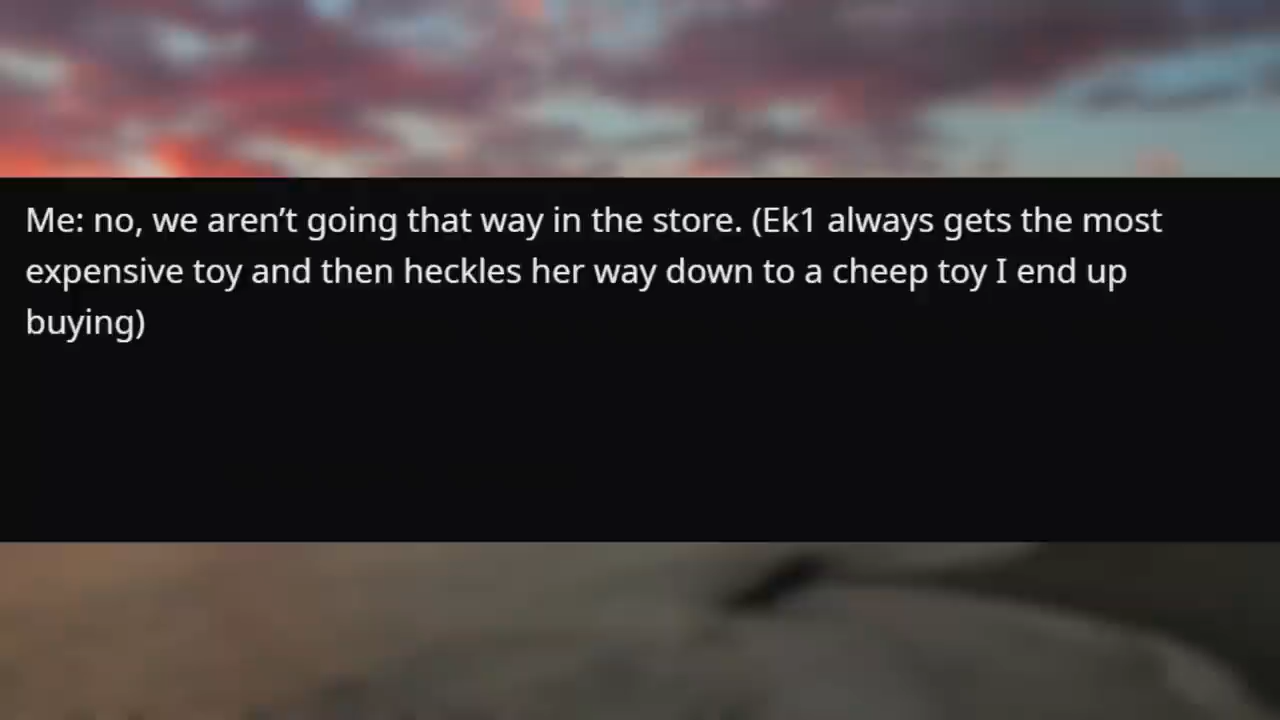 Me: no, we aren’t going that way in the store. (Ek1 always gets the most
expensive toy and then heckles her way down to a cheep toy I end up
buying)